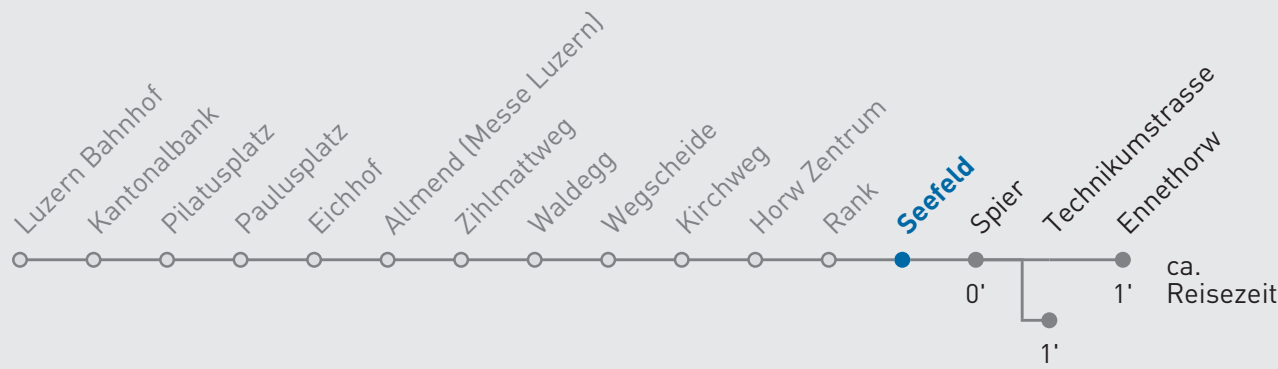 Luzern Bahnhof
Kantonalbank
Pilatusplatz
Paulusplatz
Eichhof
Allmend (Messe Luzern)
Zihlmattweg
Waldegg
Wegscheide
Kirchweg
Horw Zentrum
Rank
Seefeld
Spier
Technikumstrasse
Ennethorw
0'
1'
ca.
Reisezeit
1'